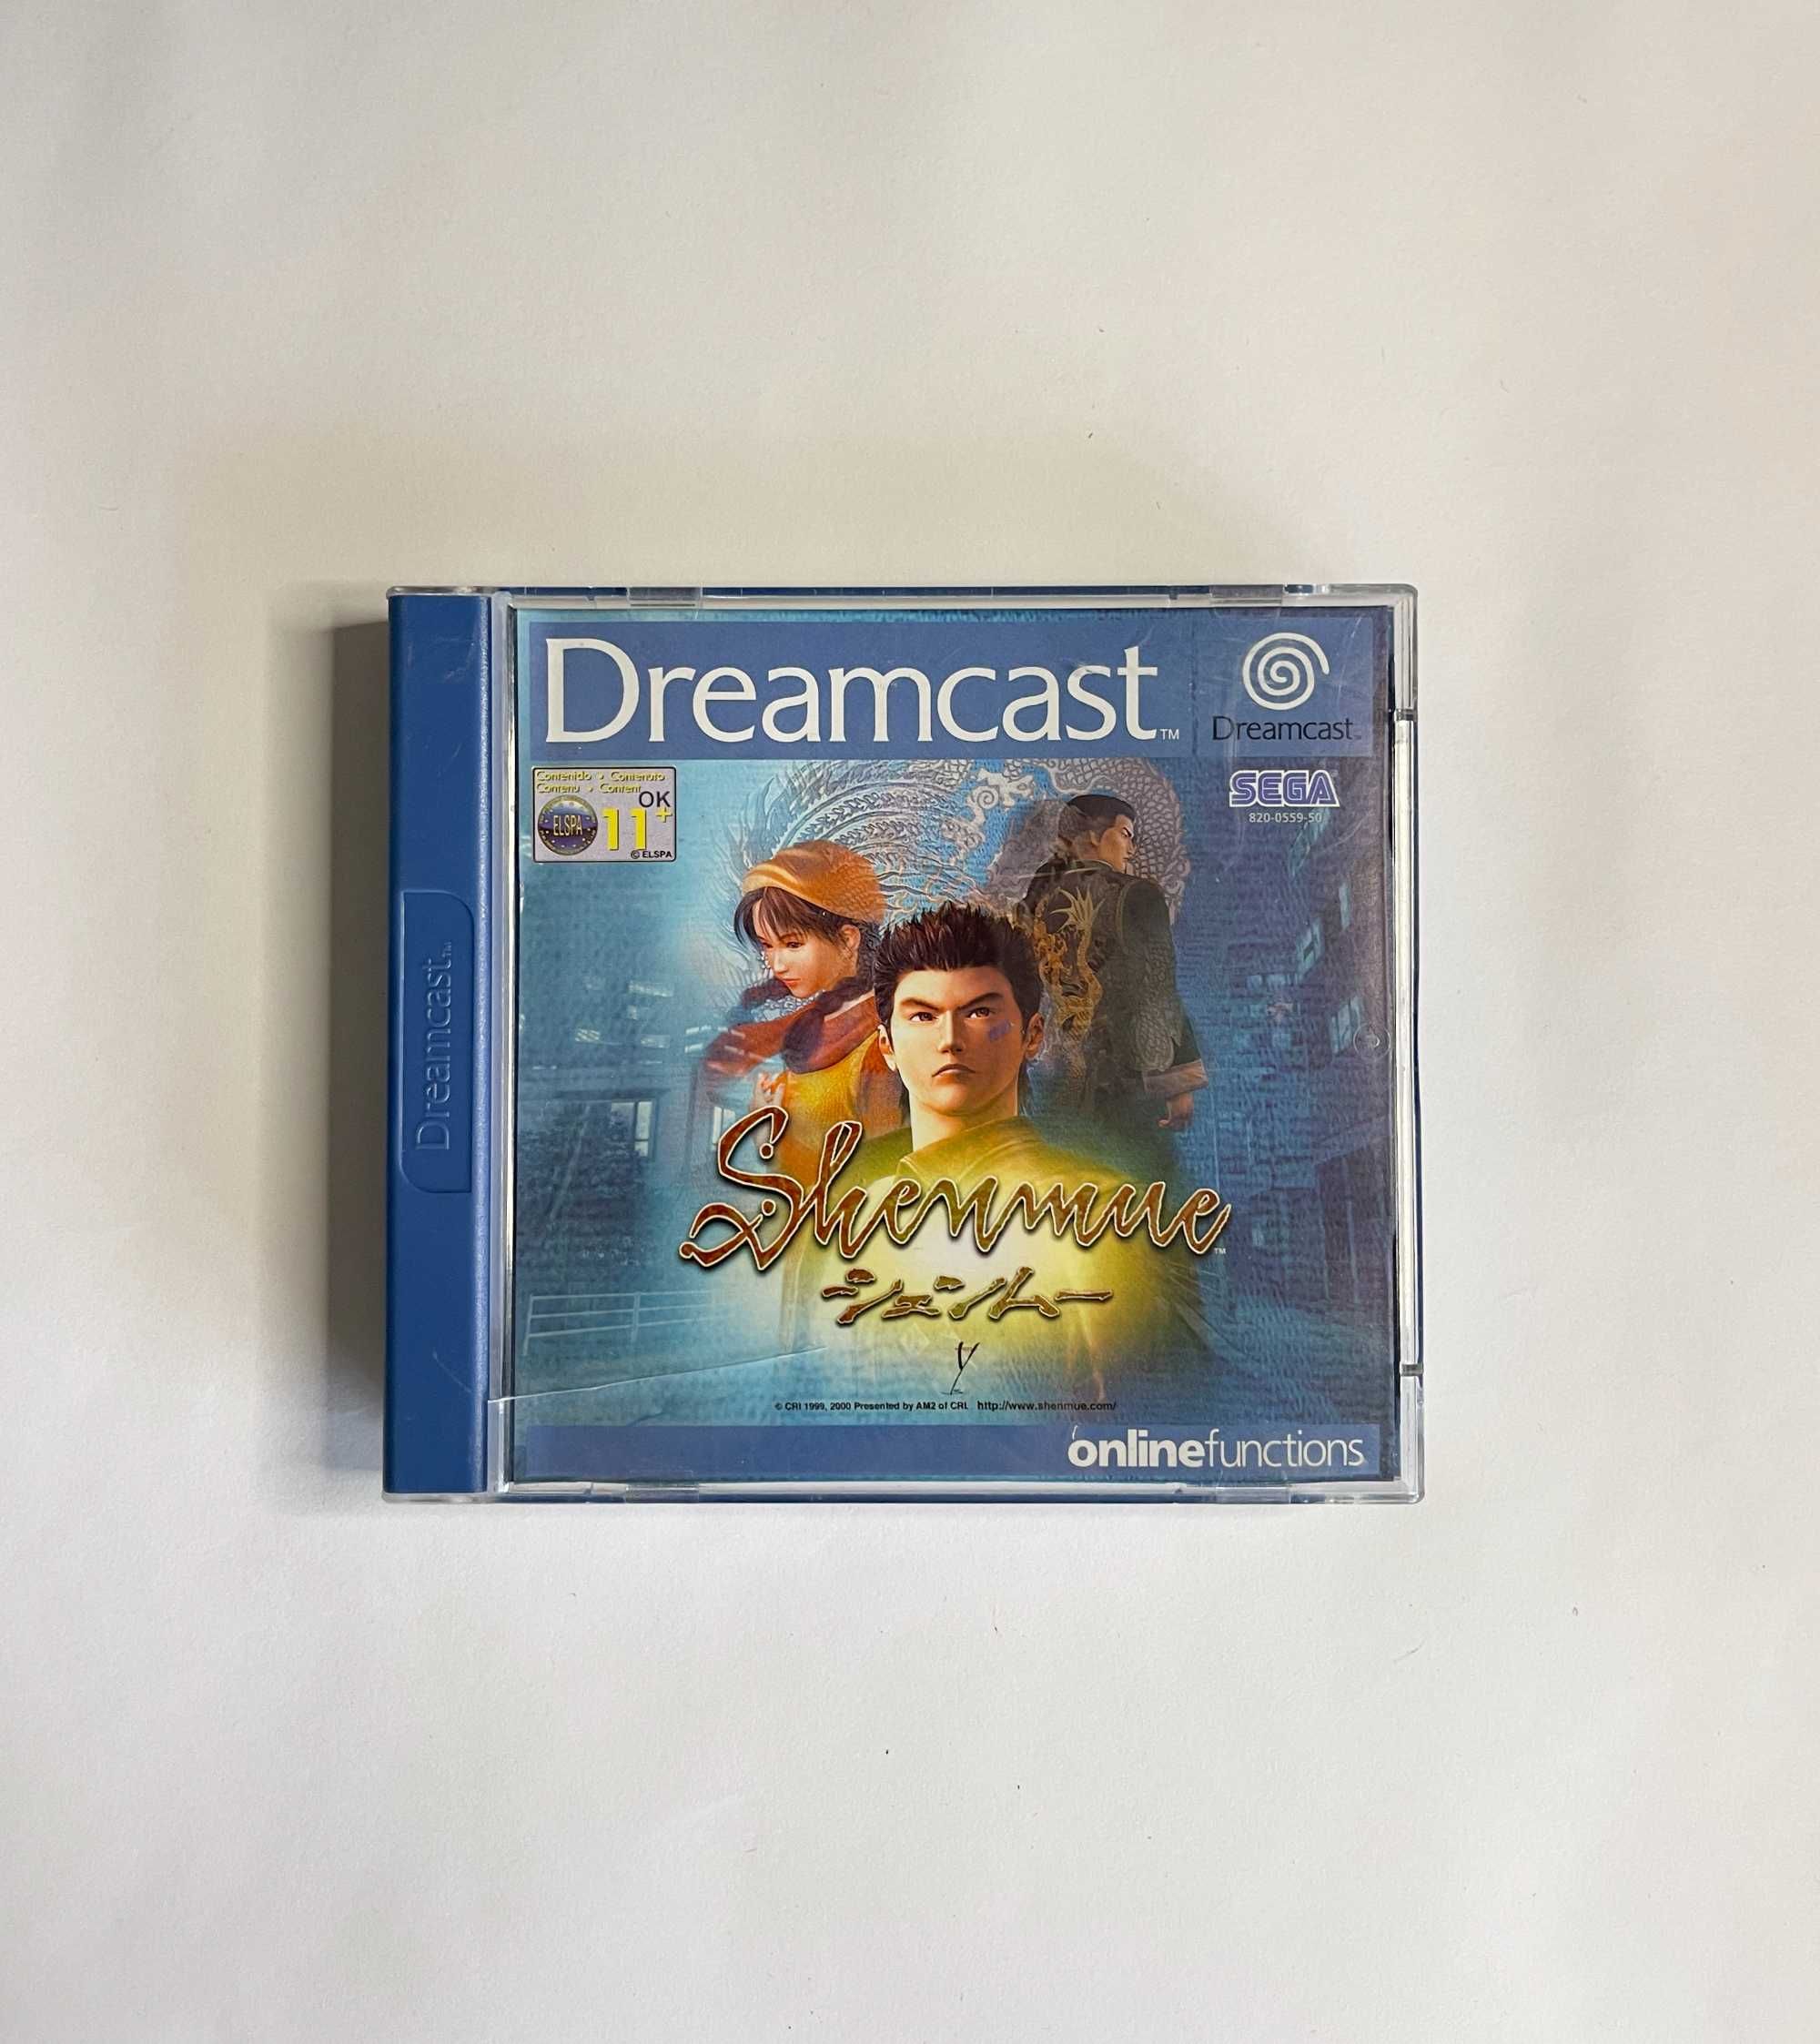 Dreamcast™
Dreamcast™
Dreamcast™
Contenido • Contenuto
Contenu • Content
OK
ELSPA
11+
© ELSPA
SEGA
820-0559-50
Shenmue™
シェンムー
© CRI 1999, 2000 Presented by AM2 of CRI. http://www.shenmue.com/
onlinefunctions